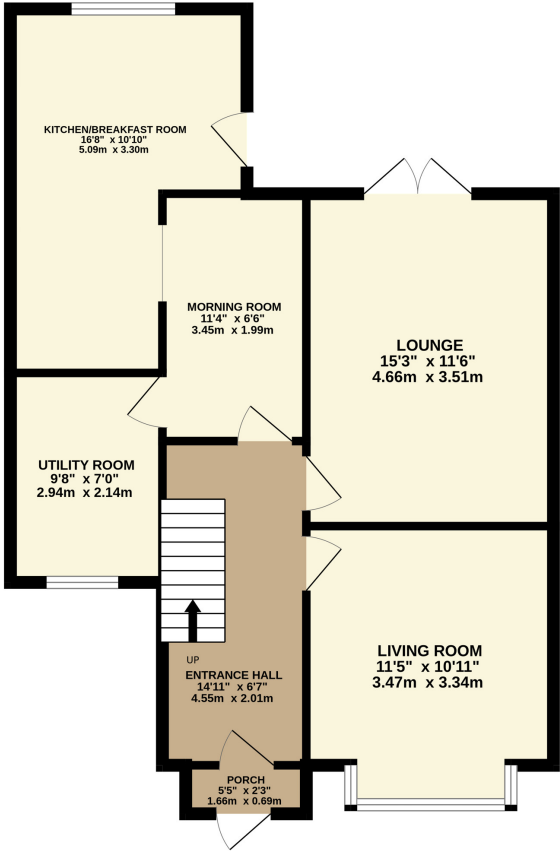 KITCHEN/BREAKFAST ROOM
16'8" x 10'10"
5.09m x 3.30m
MORNING ROOM
11'4" x 6'6"
3.45m x 1.99m
LOUNGE
15'3" x 11'6"
4.66m x 3.51m
UTILITY ROOM
9'8" x 7'0"
2.94m x 2.14m
UP
ENTRANCE HALL
14'11" x 6'7"
4.55m x 2.01m
LIVING ROOM
11'5" x 10'11"
3.47m x 3.34m
PORCH
5'5" x 2'3"
1.66m x 0.69m